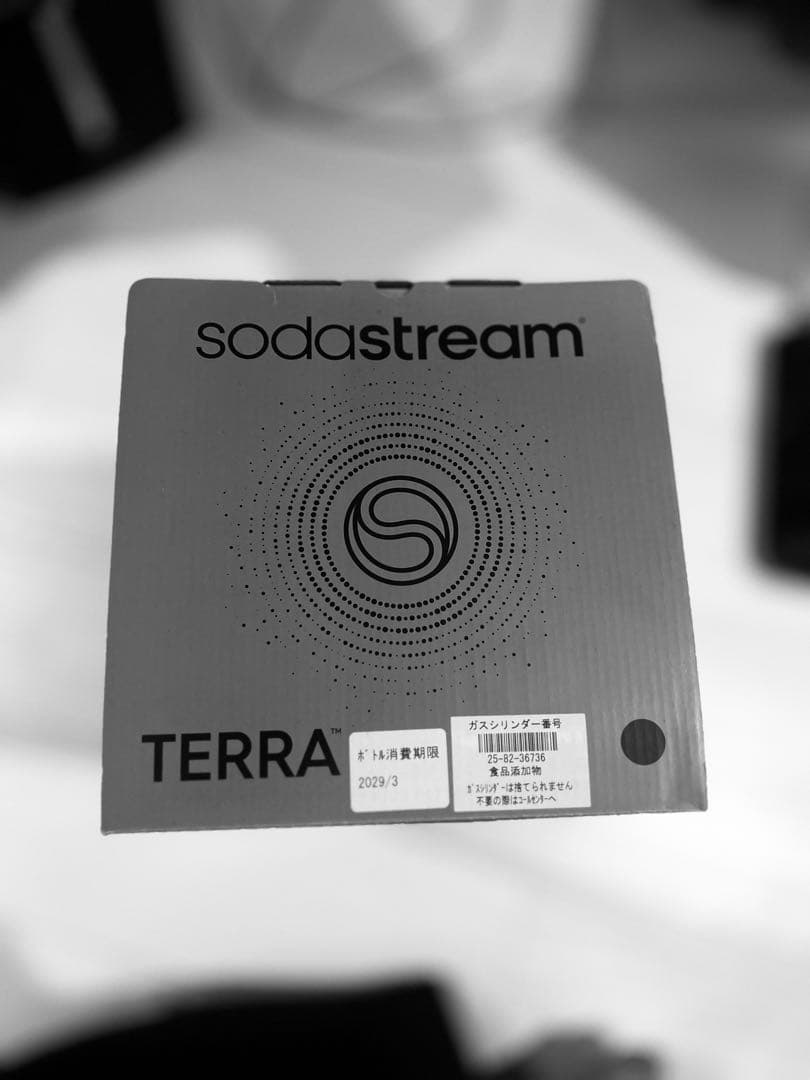 sodastream®
TERRA™
ﾎﾞﾄﾙ消費期限
2029/3
ガスシリンダー番号
25-82-36736
食品添加物
ｶﾞｽｼﾘﾝﾀﾞｰは捨てられません
不要の際はｺｰﾙｾﾝﾀｰへ